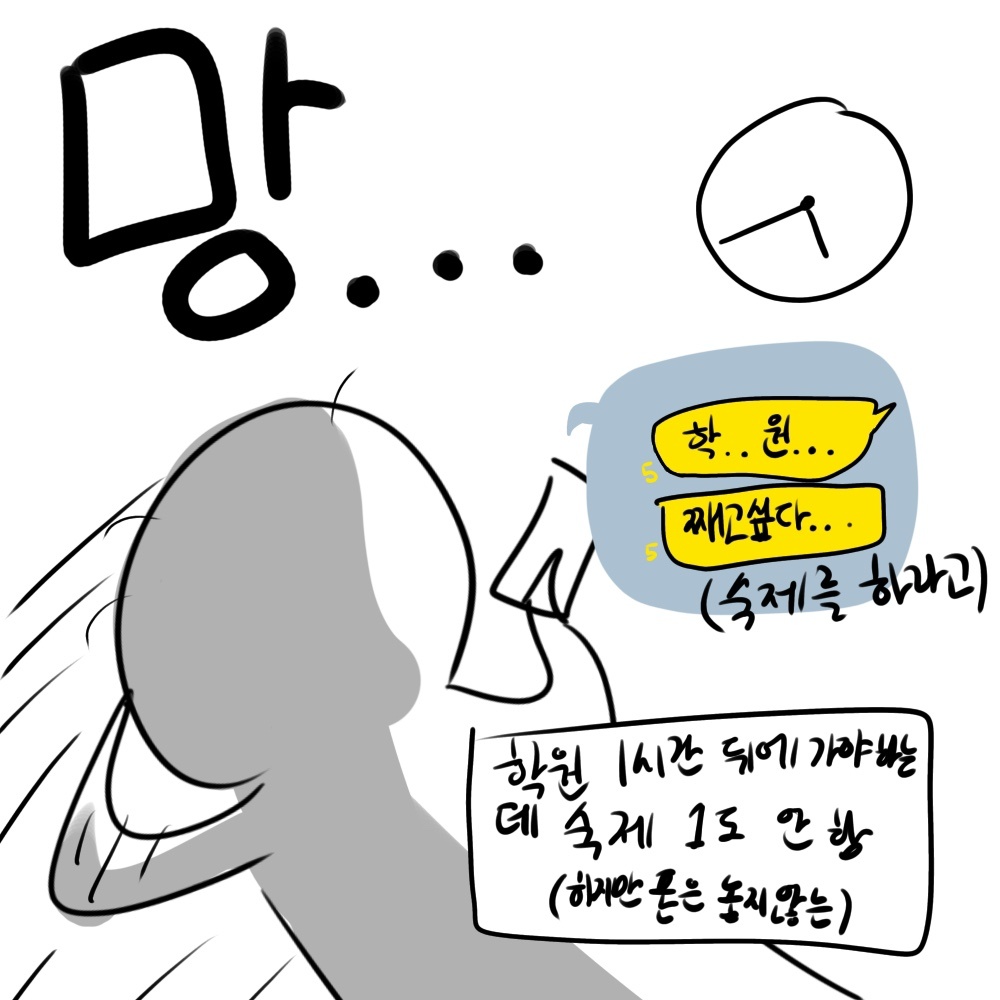 망...
학..원...
5
째고싶다...
5
(숙제를 하라고)
학원 1시간 뒤에 가야하는
데 숙제 1도 안 함
(하지만 폰은 놓지않는)